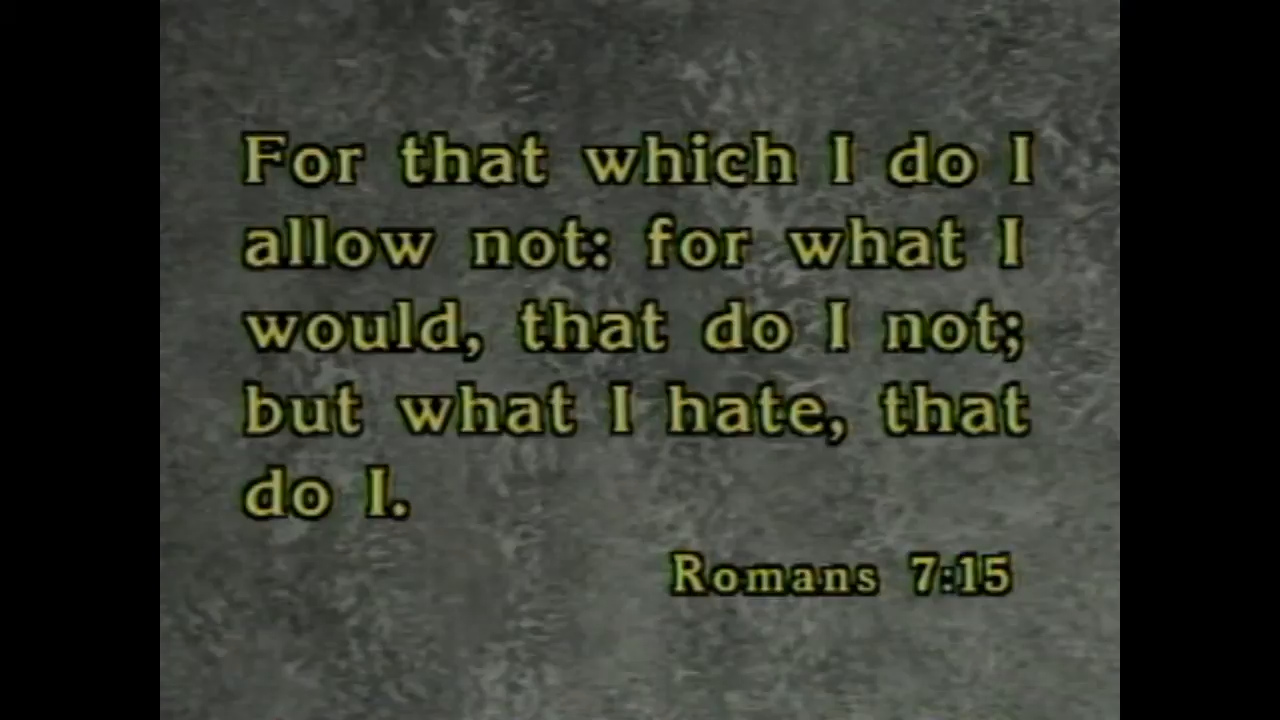 For that which I do I
allow not: for what I
would, that do I not;
but what I hate, that
do I.
Romans 7:15